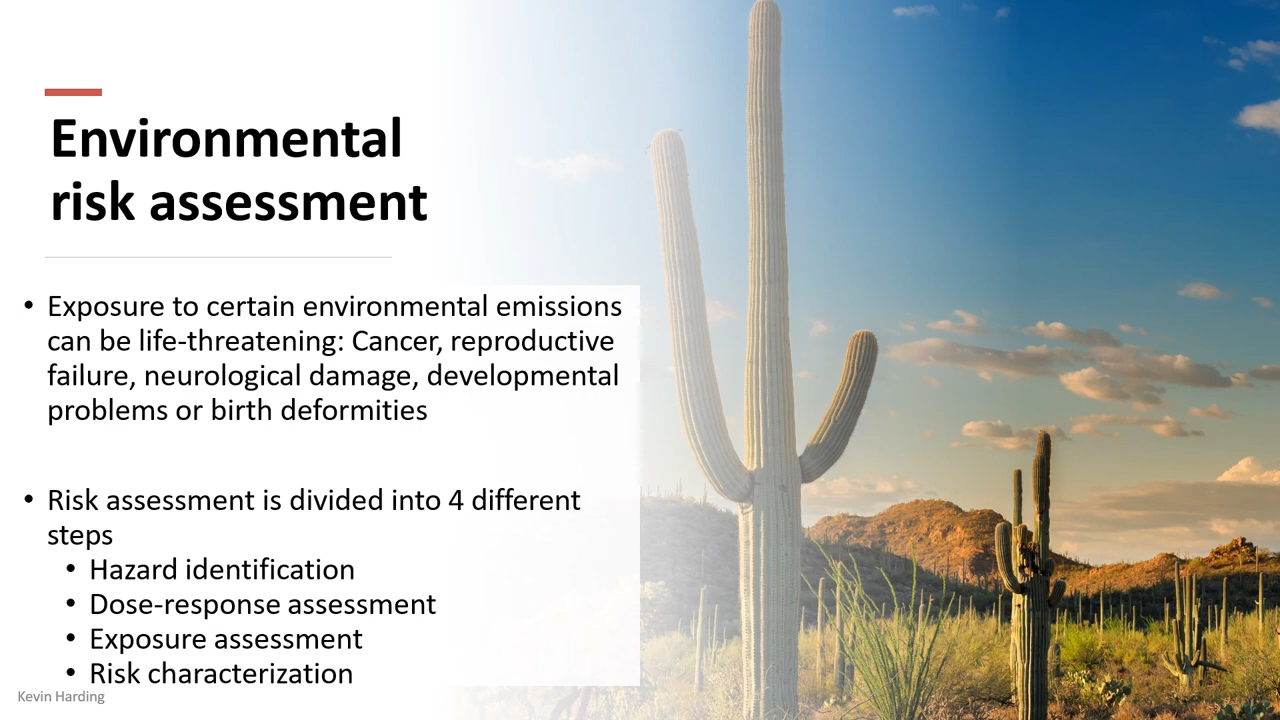 Environmental
risk assessment
• Exposure to certain environmental emissions
can be life-threatening: Cancer, reproductive
failure, neurological damage, developmental
problems or birth deformities
• Risk assessment is divided into 4 different
steps
• Hazard identification
• Dose-response assessment
• Exposure assessment
• Risk characterization
Kevin Harding